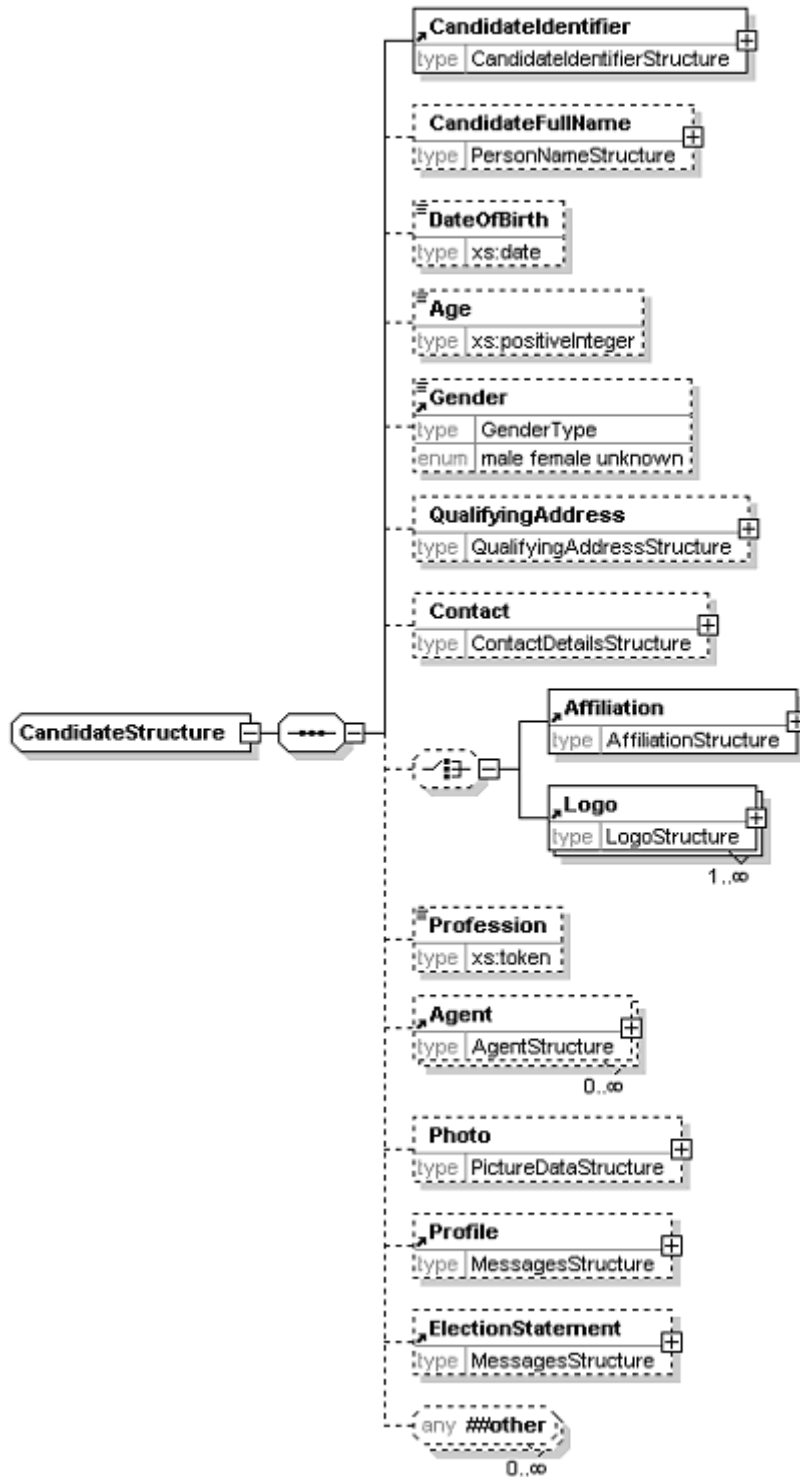 CandidateIdentifier
type CandidateIdentifierStructure
CandidateFullName
type PersonNameStructure
DateOfBirth
type xs:date
Age
type xs:positiveInteger
Gender
type GenderType
enum male female unknown
QualifyingAddress
type QualifyingAddressStructure
Contact
type ContactDetailsStructure
CandidateStructure
Affiliation
type AffiliationStructure
Logo
type LogoStructure
1..∞
Profession
type xs:token
Agent
type AgentStructure
0..∞
Photo
type PictureDataStructure
Profile
type MessagesStructure
ElectionStatement
type MessagesStructure
any ##other
0..∞